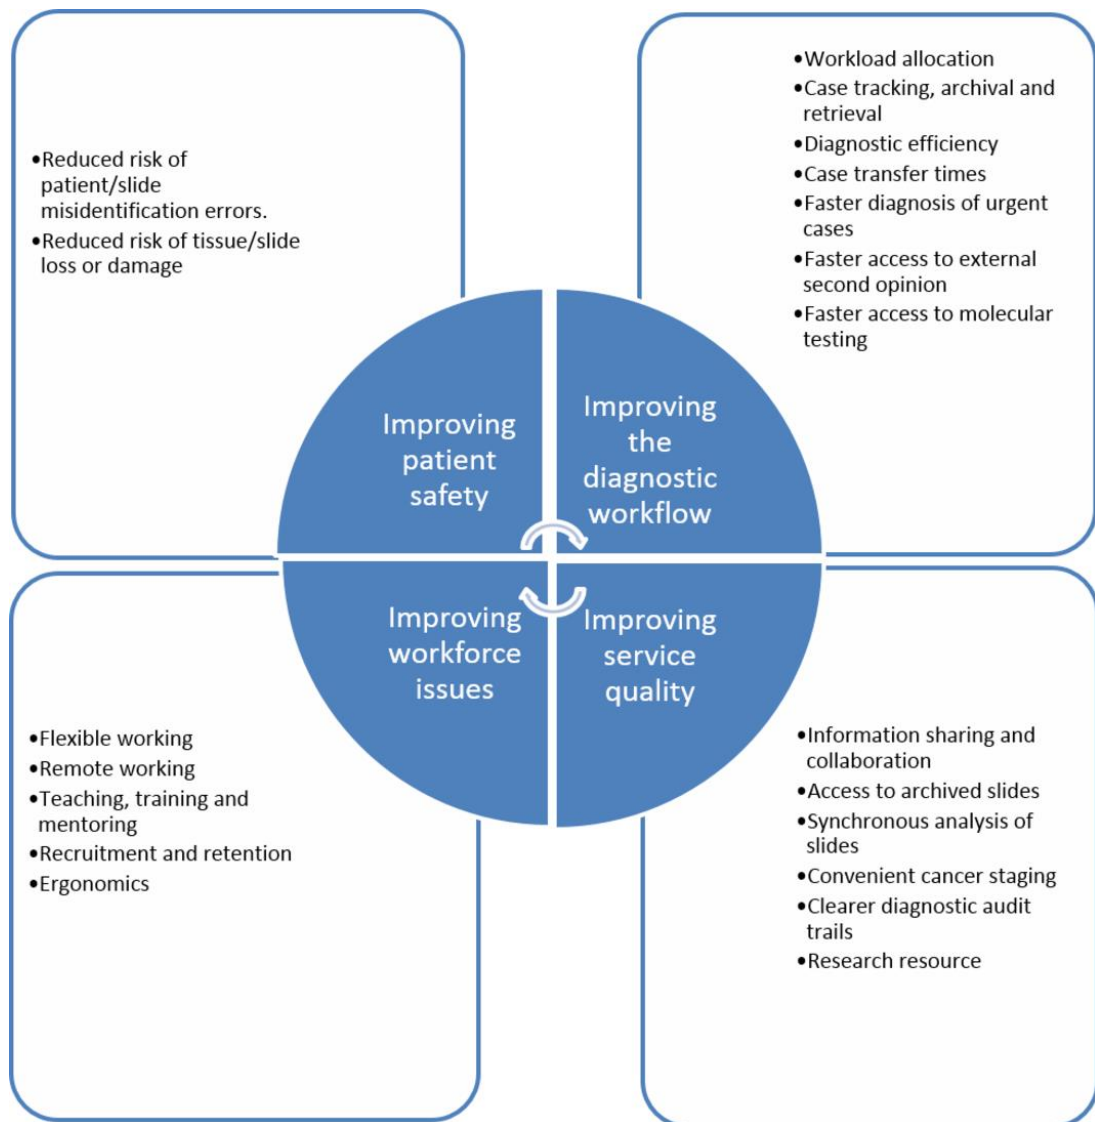 •Reduced risk of
patient/slide
misidentification errors.
•Reduced risk of tissue/slide
loss or damage
•Workload allocation
•Case tracking, archival and
retrieval
•Diagnostic efficiency
•Case transfer times
•Faster diagnosis of urgent
cases
•Faster access to external
second opinion
•Faster access to molecular
testing
Improving
patient
safety
Improving
the
diagnostic
workflow
Improving
workforce
issues
Improving
service
quality
•Flexible working
•Remote working
•Teaching, training and
mentoring
•Recruitment and retention
•Ergonomics
•Information sharing and
collaboration
•Access to archived slides
•Synchronous analysis of
slides
•Convenient cancer staging
•Clearer diagnostic audit
trails
•Research resource